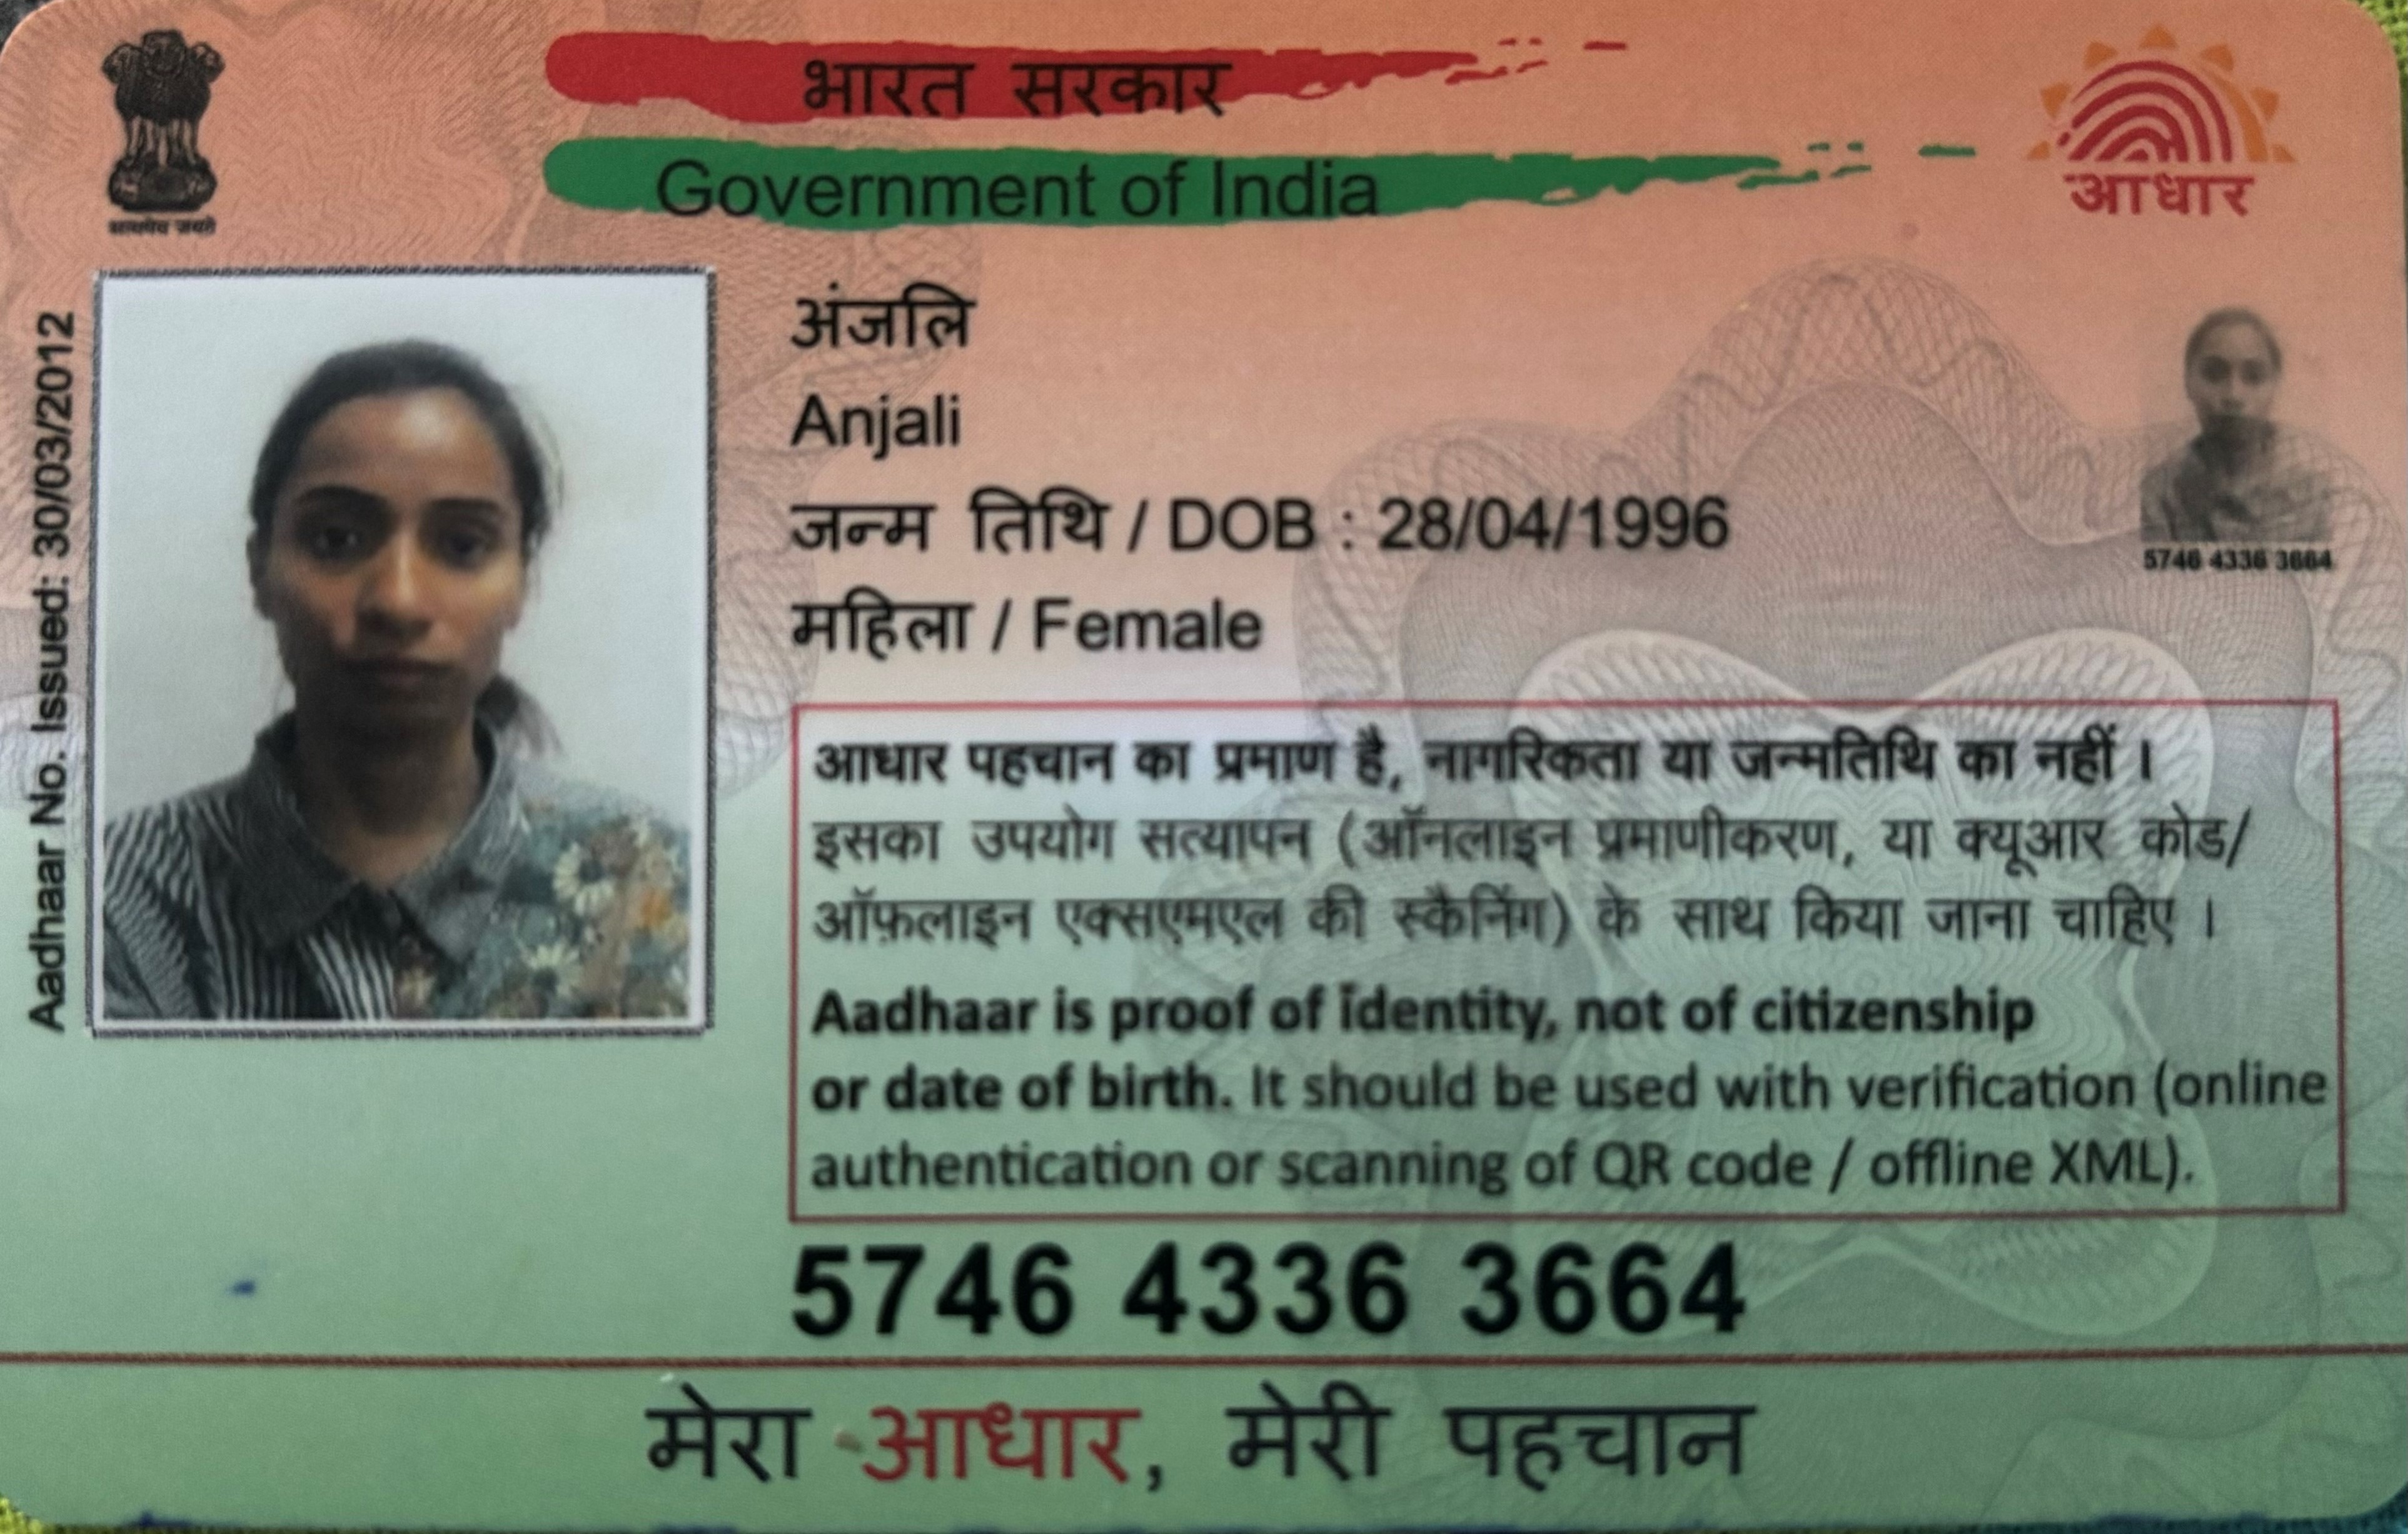 भारत सरकार
Government of India
सत्यमेव जयते
आधार
Aadhaar No. Issued: 30/03/2012
अंजलि
Anjali
जन्म तिथि / DOB : 28/04/1996
महिला / Female
5746 4336 3664
आधार पहचान का प्रमाण है, नागरिकता या जन्मतिथि का नहीं ।
इसका उपयोग सत्यापन (ऑनलाइन प्रमाणीकरण, या क्यूआर कोड/
ऑफ़लाइन एक्सएमएल की स्कैनिंग) के साथ किया जाना चाहिए ।
Aadhaar is proof of identity, not of citizenship
or date of birth. It should be used with verification (online
authentication or scanning of QR code / offline XML).
5746 4336 3664
मेरा आधार, मेरी पहचान